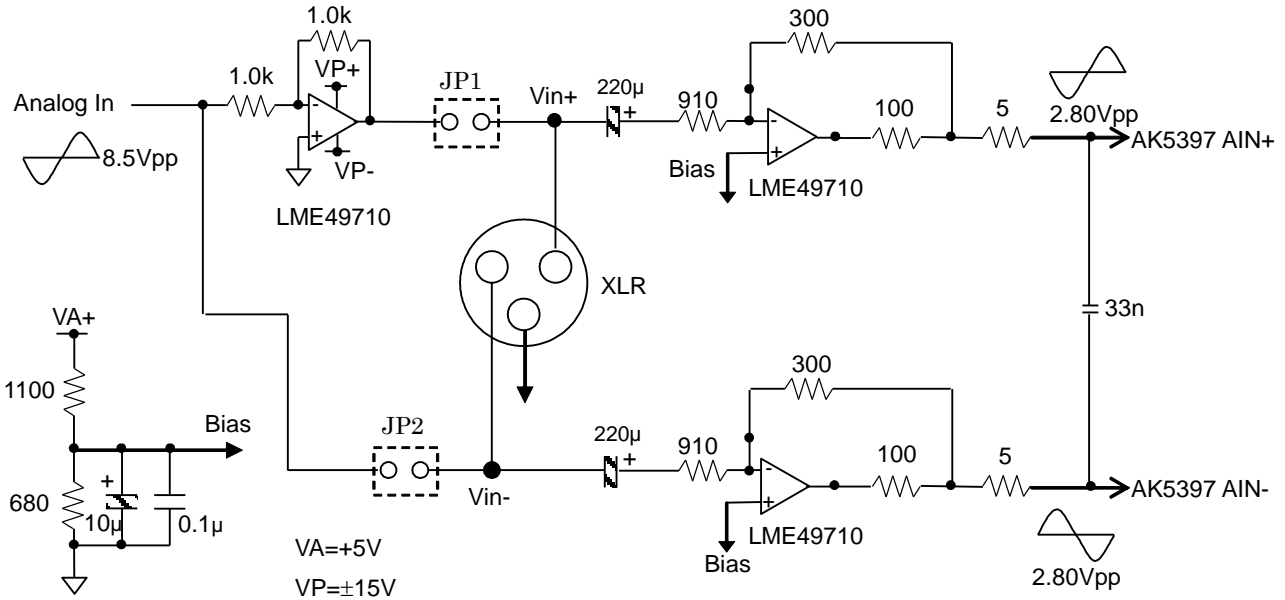 1.0k
300
1.0k
VP+
JP1
Vin+
220µ
+
910
100
5
2.80Vpp
Analog In
-
+
-
+
AK5397 AIN+
8.5Vpp
VP-
Bias
LME49710
LME49710
XLR
VA+
33n
1100
300
Bias
JP2
220µ
+
910
100
5
680
+
10µ
0.1µ
Vin-
-
+
AK5397 AIN-
LME49710
Bias
VA=+5V
2.80Vpp
VP=±15V